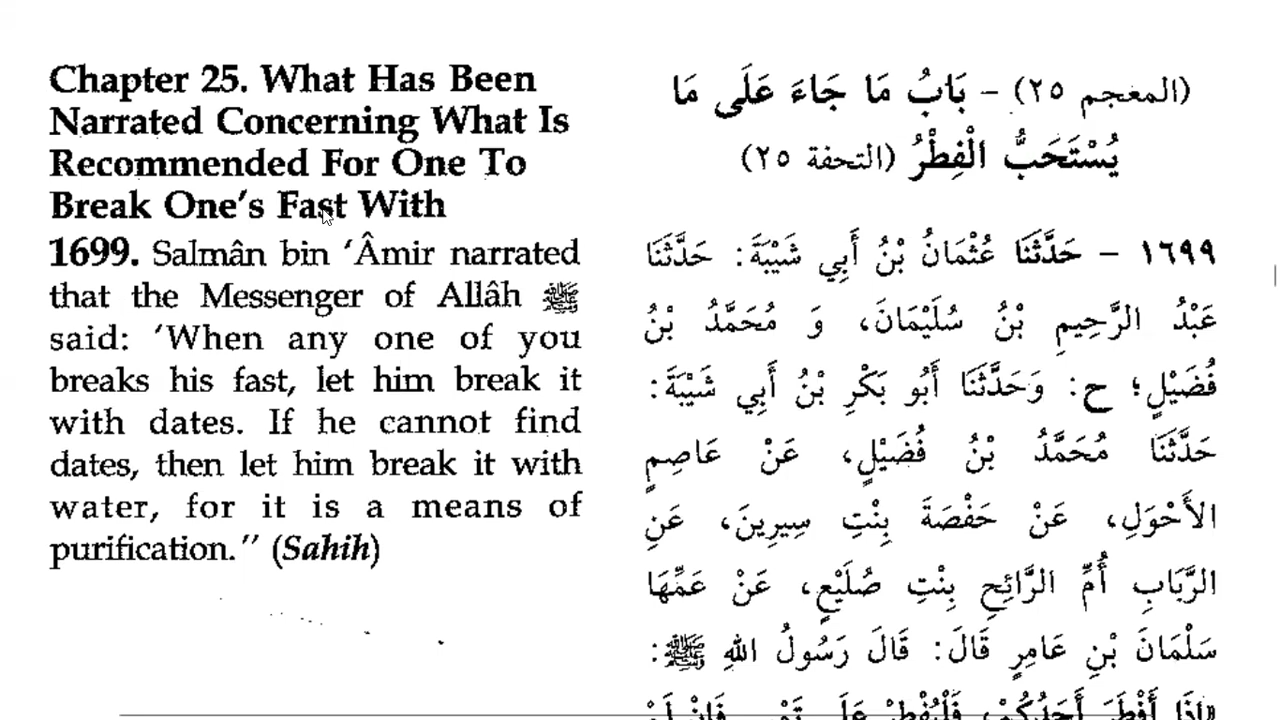 Chapter 25. What Has Been
Narrated Concerning What Is
Recommended For One To
Break One's Fast With
1699. Salmân bin ‘Âmir narrated
that the Messenger of Allâh ﷺ
said: ‘When any one of you
breaks his fast, let him break it
with dates. If he cannot find
dates, then let him break it with
water, for it is a means of
purification.” (Sahih)
(المعجم ٢٥) - بَابُ مَا جَاءَ عَلَى مَا
يُسْتَحَبُّ الْفِطْرُ (التحفة ٢٥)
١٦٩٩ - حَدَّثَنَا عُثْمَانُ بْنُ أَبِي شَيْبَةَ: حَدَّثَنَا
عَبْدُ الرَّحِيمِ بْنُ سُلَيْمَانَ، وَ مُحَمَّدُ بْنُ
فُضَيْلٍ؛ ح: وَحَدَّثَنَا أَبُو بَكْرِ بْنُ أَبِي شَيْبَةَ:
حَدَّثَنَا مُحَمَّدُ بْنُ فُضَيْلٍ، عَنْ عَاصِمٍ
الأَحْوَلِ، عَنْ حَفْصَةَ بِنْتِ سِيرِينَ، عَنِ
الرَّبَابِ أُمِّ الرَّائِحِ بِنْتِ صُلَيْعٍ، عَنْ عَمِّهَا
سَلْمَانَ بْنِ عَامِرٍ قَالَ: قَالَ رَسُولُ اللهِ ﷺ:
«إِذَا أَفْطَرَ أَحَدُكُمْ، فَلْيُفْطِرْ عَلَى تَمْرٍ. فَإِنْ لَمْ